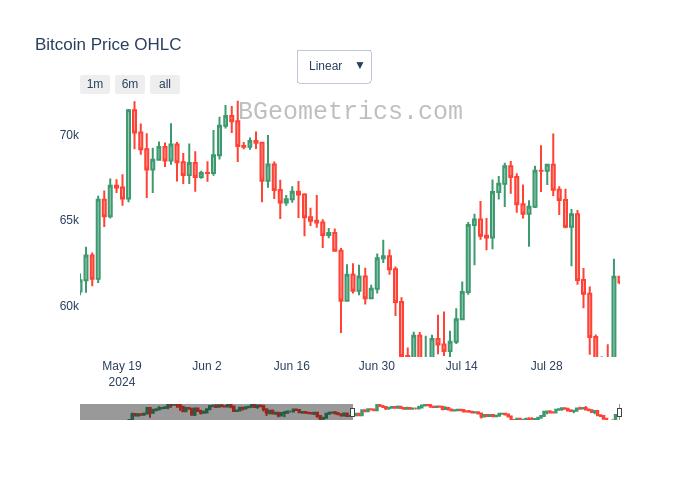 Bitcoin Price OHLC
Linear ▼
1m 6m all
BGeometrics.com
70k
65k
60k
May 19 Jun 2 Jun 16 Jun 30 Jul 14 Jul 28
2024